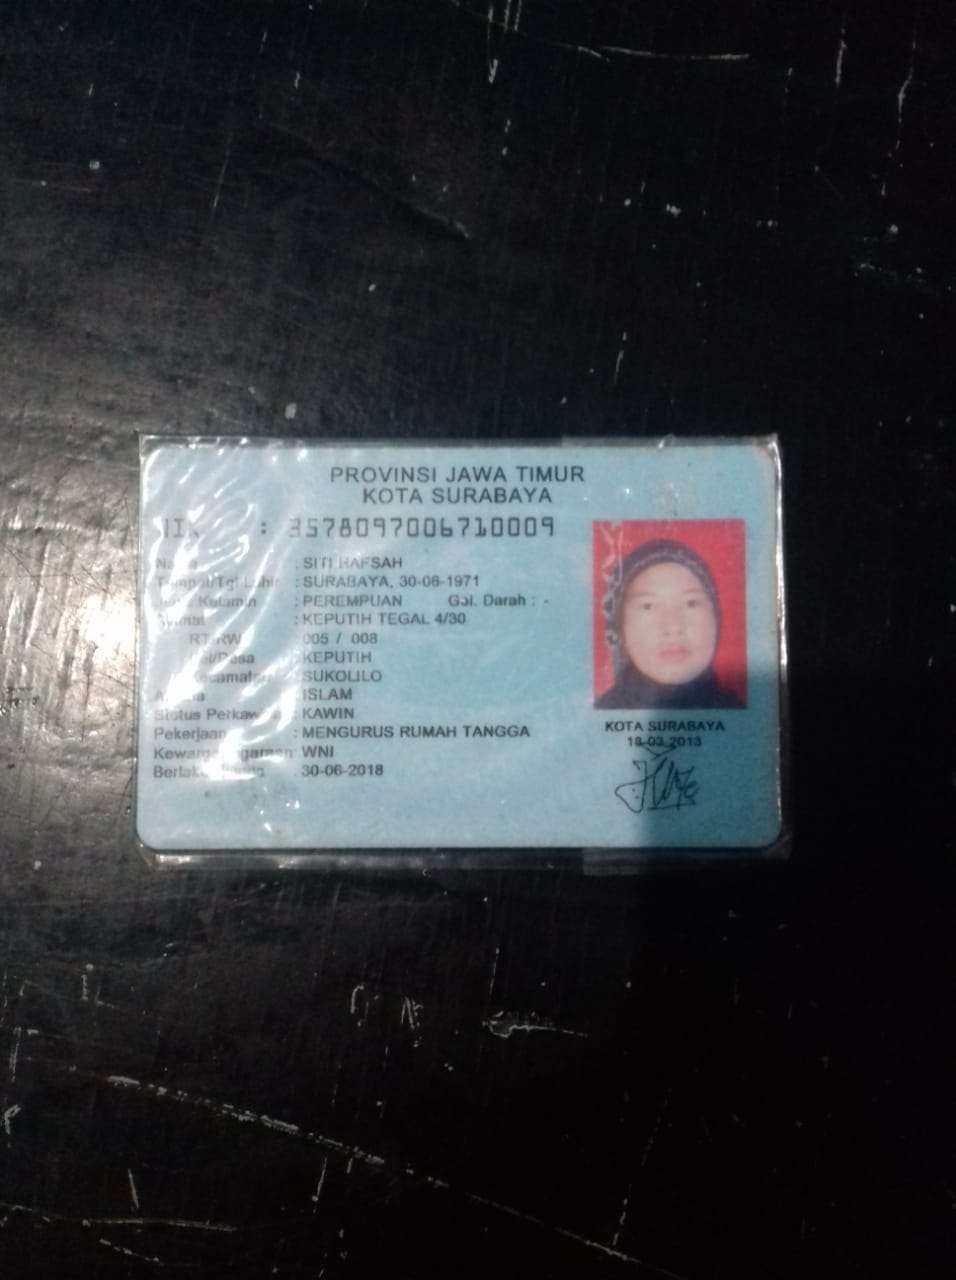 PROVINSI JAWA TIMUR
KOTA SURABAYA
NIK : 3578097006710009
Nama : SITI HAFSAH
Tempat/Tgl Lahir : SURABAYA, 30-06-1971
Jenis Kelamin : PEREMPUAN Gol. Darah : -
Alamat : KEPUTIH TEGAL 4/30
RT/RW : 005 / 008
Kel/Desa : KEPUTIH
Kecamatan : SUKOLILO
Agama : ISLAM
Status Perkawinan : KAWIN
Pekerjaan : MENGURUS RUMAH TANGGA
Kewarganegaraan : WNI
Berlaku Hingga : 30-06-2018
KOTA SURABAYA
18-03-2013